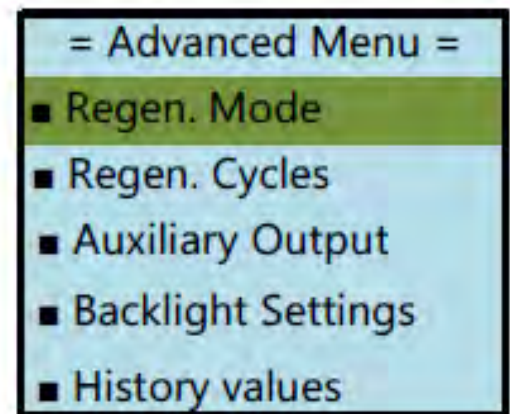 = Advanced Menu =
■ Regen. Mode
■ Regen. Cycles
■ Auxiliary Output
■ Backlight Settings
■ History values